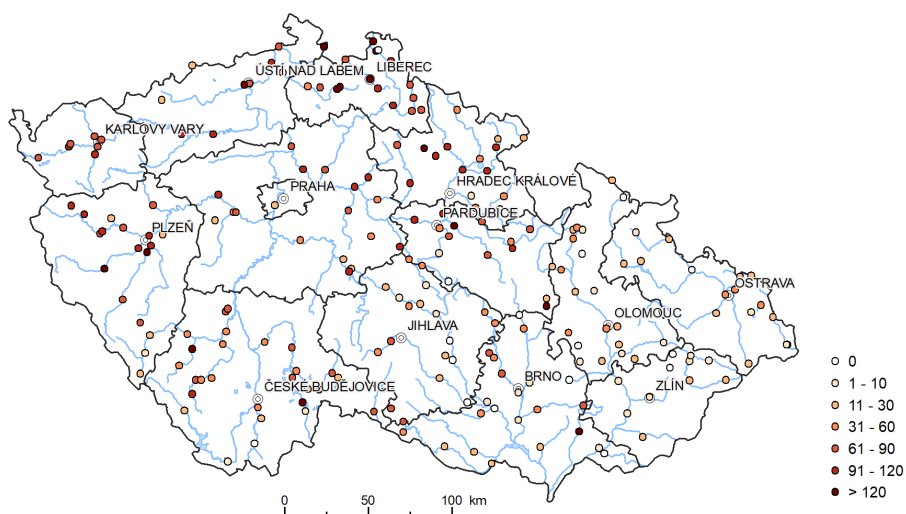 ÚSTÍ NAD LABEM
LIBEREC
KARLOVY VARY
PRAHA
HRADEC KRÁLOVÉ
PARDUBICE
PLZEŇ
OSTRAVA
OLOMOUC
JIHLAVA
BRNO
ZLÍN
ČESKÉ BUDĚJOVICE
0
1 - 10
11 - 30
31 - 60
61 - 90
91 - 120
> 120
0 50 100 km